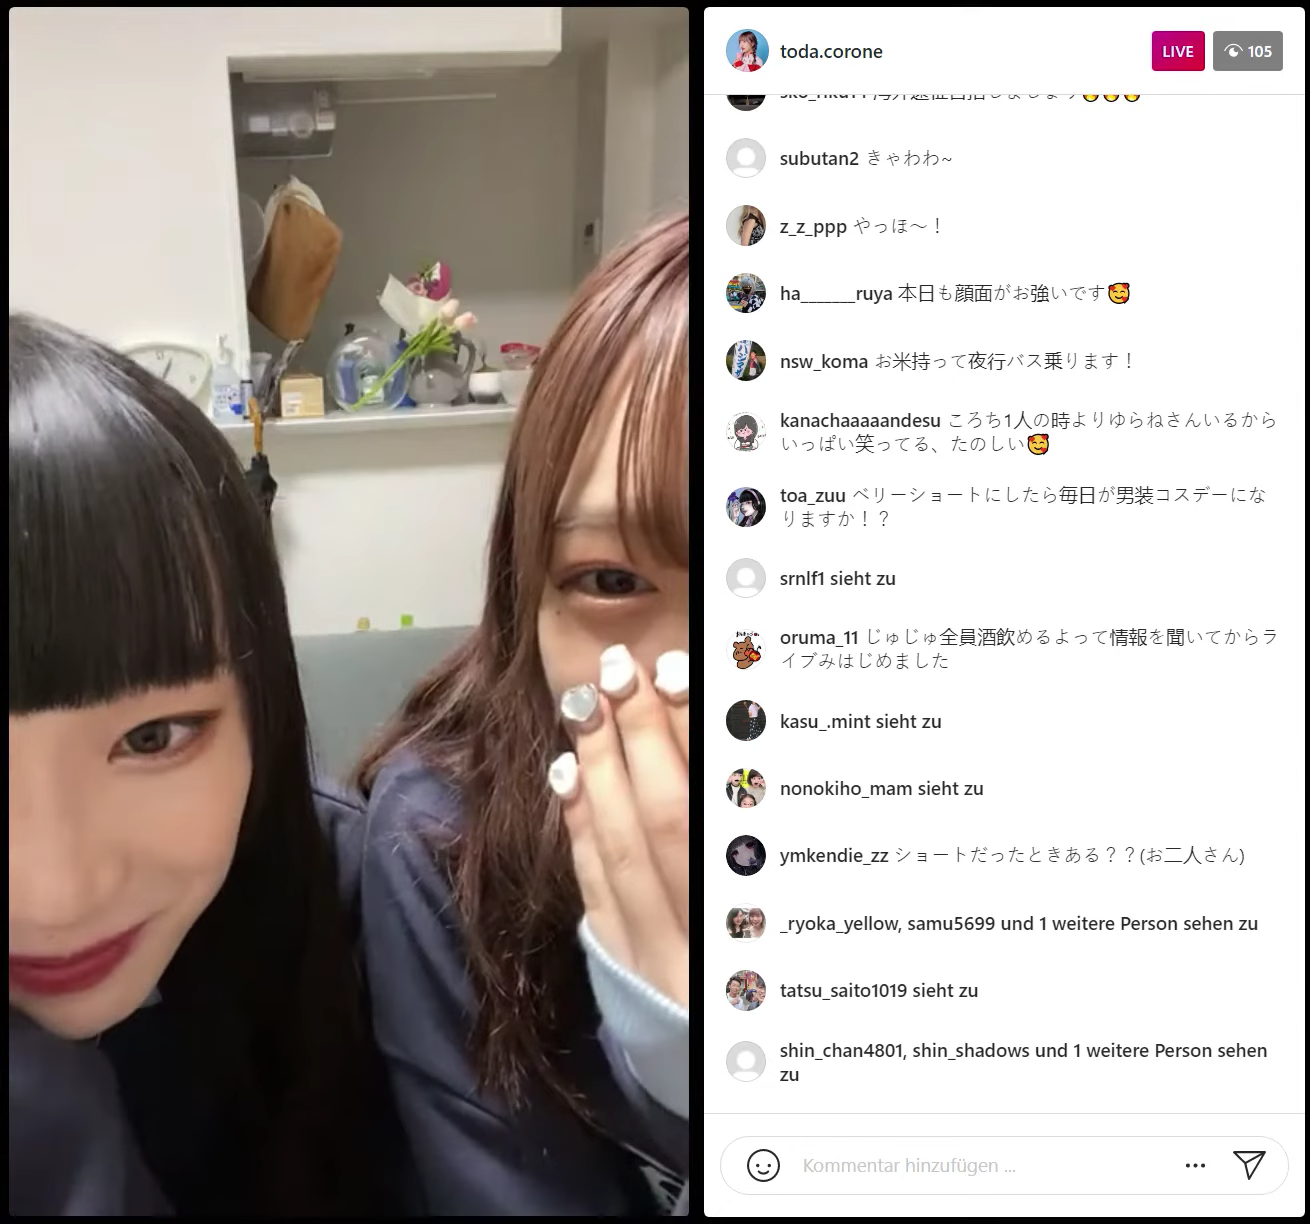 toda.corone
LIVE
105
subutan2 きゃわわ~
z_z_ppp やっほ〜！
ha_______ruya 本日も顔面がお強いです🥰
nsw_koma お米持って夜行バス乗ります！
kanachaaaaandesu ころち1人の時よりゆらねさんいるから
いっぱい笑ってる、たのしい🥰
toa_zuu ベリーショートにしたら毎日が男装コスデーにな
りますか！？
srnlf1 sieht zu
oruma_11 じゅじゅ全員酒飲めるよって情報を聞いてからラ
イブみはじめました
kasu_.mint sieht zu
nonokiho_mam sieht zu
ymkendie_zz ショートだったときある？？(お二人さん)
_ryoka_yellow, samu5699 und 1 weitere Person sehen zu
tatsu_saito1019 sieht zu
shin_chan4801, shin_shadows und 1 weitere Person sehen
zu
Kommentar hinzufügen ...